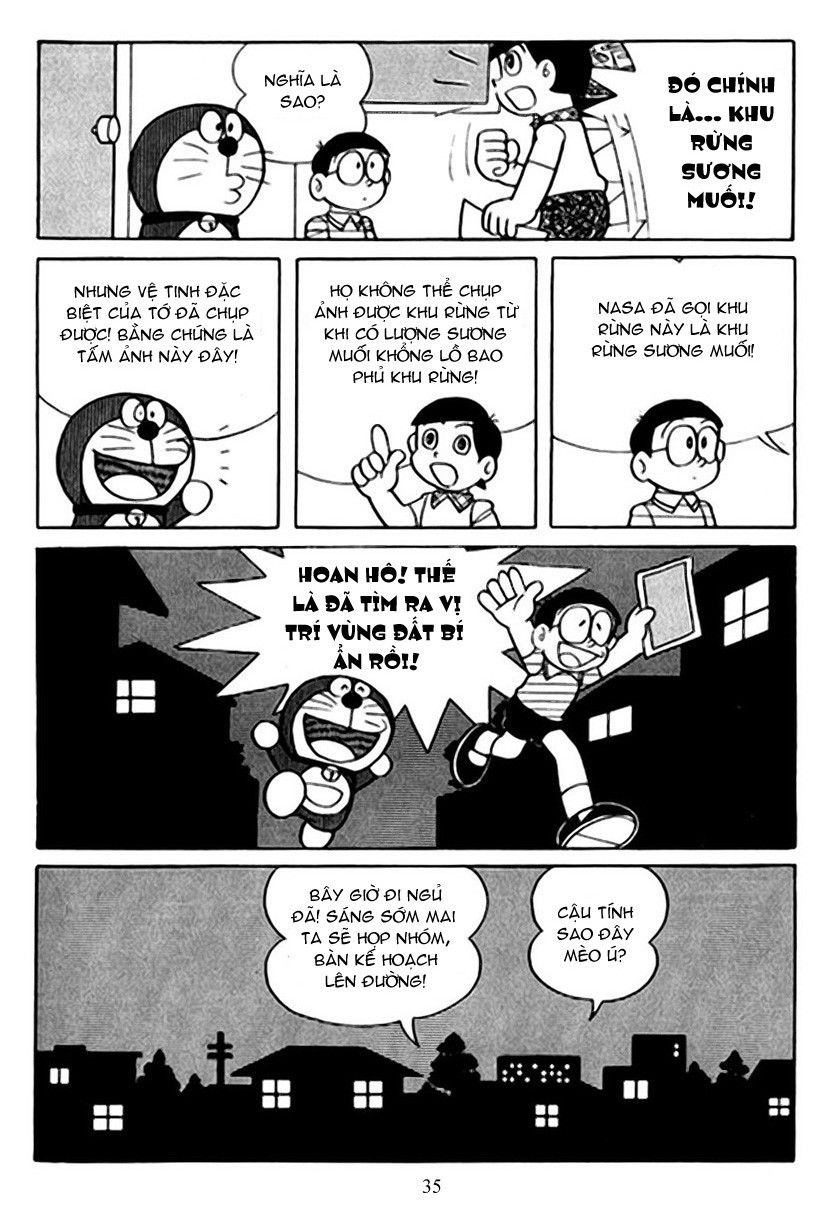 ĐÓ CHÍNH
LÀ... KHU
RỪNG
SƯƠNG
MUỐI!
NGHĨA LÀ
SAO?
NASA ĐÃ GỌI KHU
RỪNG NÀY LÀ KHU
RỪNG SƯƠNG MUỐI!
HỌ KHÔNG THỂ CHỤP
ẢNH ĐƯỢC KHU RỪNG TỪ
KHI CÓ LƯỢNG SƯƠNG
MUỐI KHỔNG LỒ BAO
PHỦ KHU RỪNG!
NHƯNG VỆ TINH ĐẶC
BIỆT CỦA TỚ ĐÃ CHỤP
ĐƯỢC! BẰNG CHỨNG LÀ
TẤM ẢNH NÀY ĐÂY!
HOAN HÔ! THẾ
LÀ ĐÃ TÌM RA VỊ
TRÍ VÙNG ĐẤT BÍ
ẨN RỒI!
CẬU TÍNH
SAO ĐÂY
MÈO Ú?
BÂY GIỜ ĐI NGỦ
ĐÃ! SÁNG SỚM MAI
TA SẼ HỌP NHÓM,
BÀN KẾ HOẠCH
LÊN ĐƯỜNG!
35